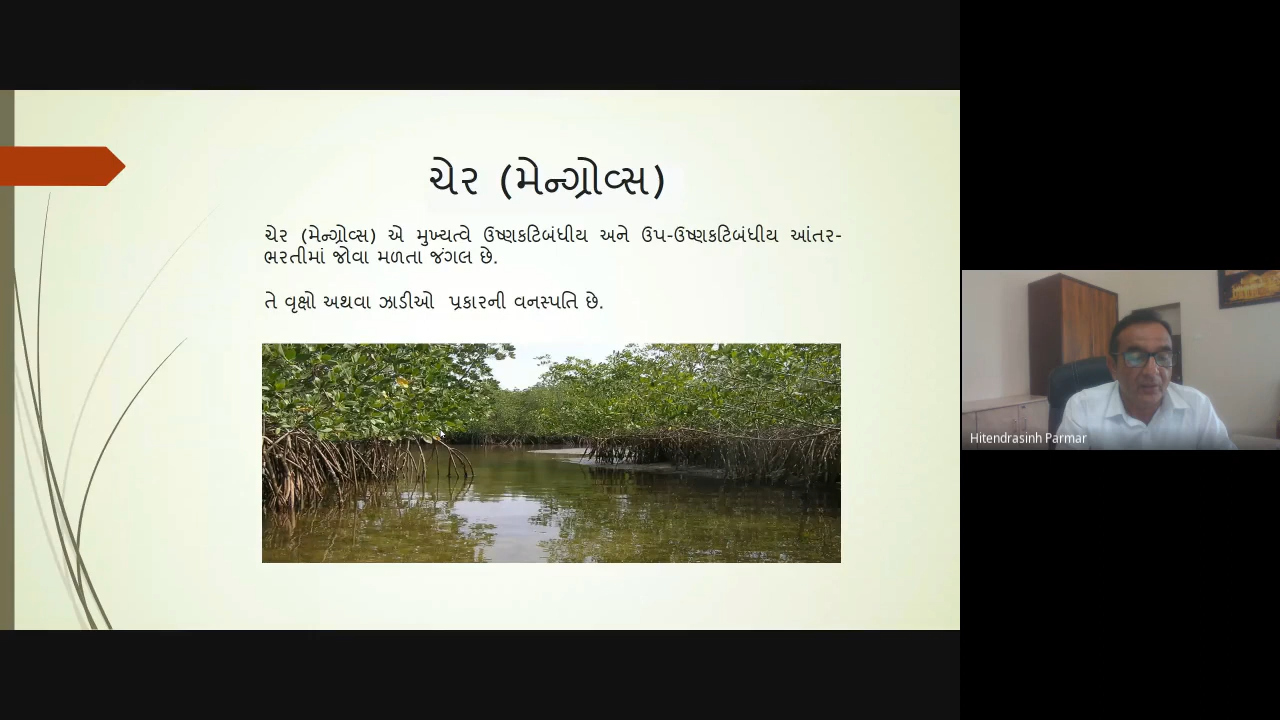 ચેર (મેન્ગ્રોવ્સ)
ચેર (મેન્ગ્રોવ્સ) એ મુખ્યત્વે ઉષ્ણકટિબંધીય અને ઉપ-ઉષ્ણકટિબંધીય આંતર-
ભરતીમાં જોવા મળતા જંગલ છે.
તે વૃક્ષો અથવા ઝાડીઓ પ્રકારની વનસ્પતિ છે.
Hitendrasinh Parmar